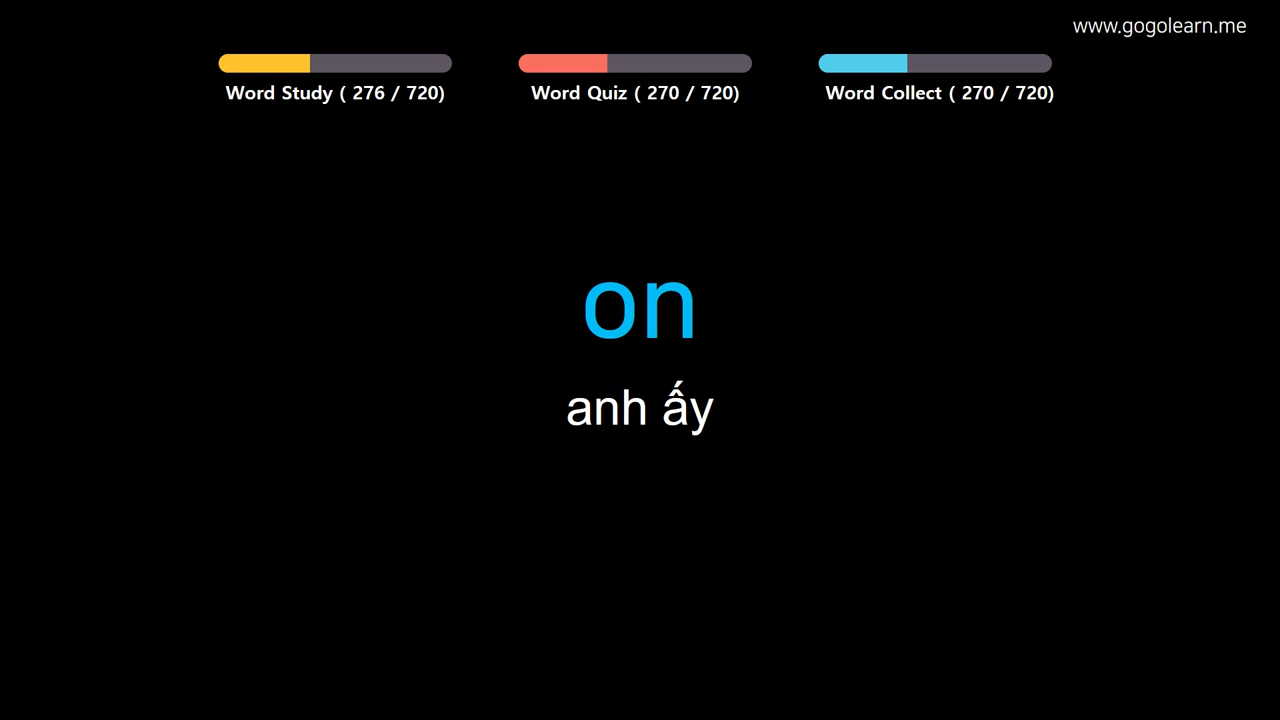 www.gogolearn.me
Word Study ( 276 / 720)
Word Quiz ( 270 / 720)
Word Collect ( 270 / 720)
on
anh ấy